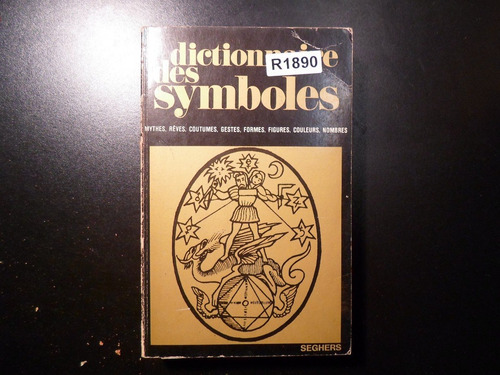 dictionnaire
R1890
des
symboles
MYTHES, RÊVES, COUTUMES, GESTES, FORMES, FIGURES, COULEURS, NOMBRES
SEGHERS